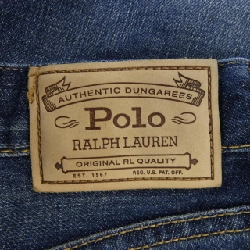 AUTHENTIC DUNGAREES
Polo
RALPH LAUREN
ORIGINAL RL QUALITY
EST. 1967 REG. U.S. PAT. OFF.